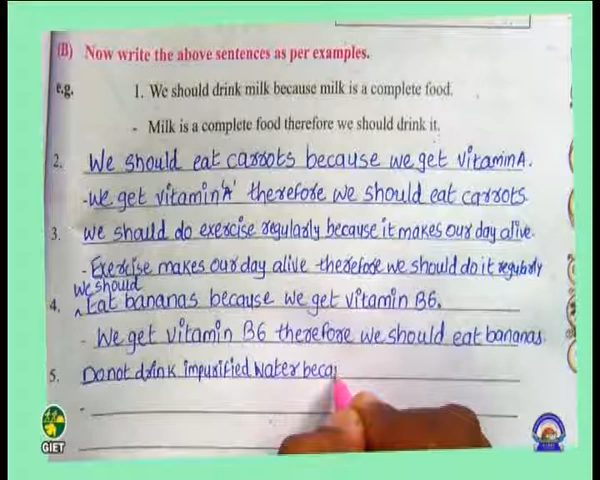 (B) Now write the above sentences as per examples.
e.g. 1. We should drink milk because milk is a complete food.
- Milk is a complete food therefore we should drink it.
2. We should eat carrots because we get vitamin A.
- We get vitamin 'A' therefore we should eat carrots
3. We should do exercise regularly because it makes our day alive.
- Exercise makes our day alive therefore we should do it regularly
we should
4. ^ Eat bananas because we get vitamin B6.
- We get vitamin B6 therefore we should eat bananas.
5. Do not drink impurified water beca
-
GIET